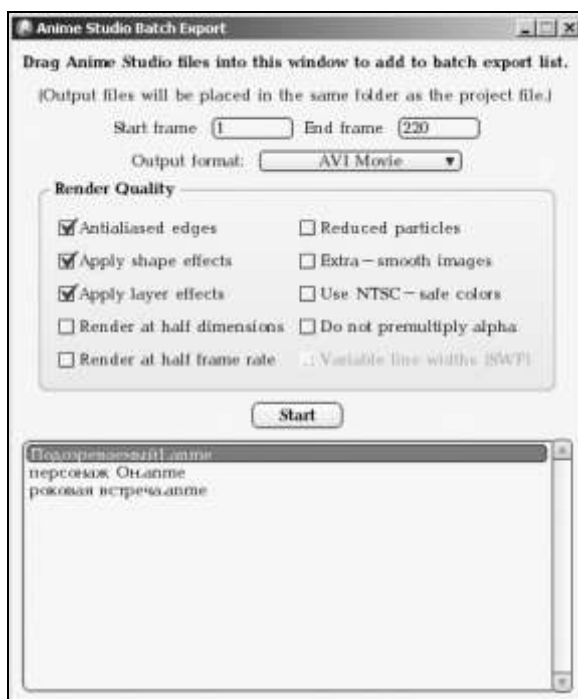 Anime Studio Batch Export
Drag Anime Studio files into this window to add to batch export list.
(Output files will be placed in the same folder as the project file.)
Start frame 1 End frame 220
Output format: AVI Movie
Render Quality
Antialiased edges Reduced particles
Apply shape effects Extra-smooth images
Apply layer effects Use NTSC-safe colors
Render at half dimensions Do not premultiply alpha
Render at half frame rate Variable line widths (SWF)
Start
Подозреваемый1.anme
персонаж Он.anme
роковая встреча.anme